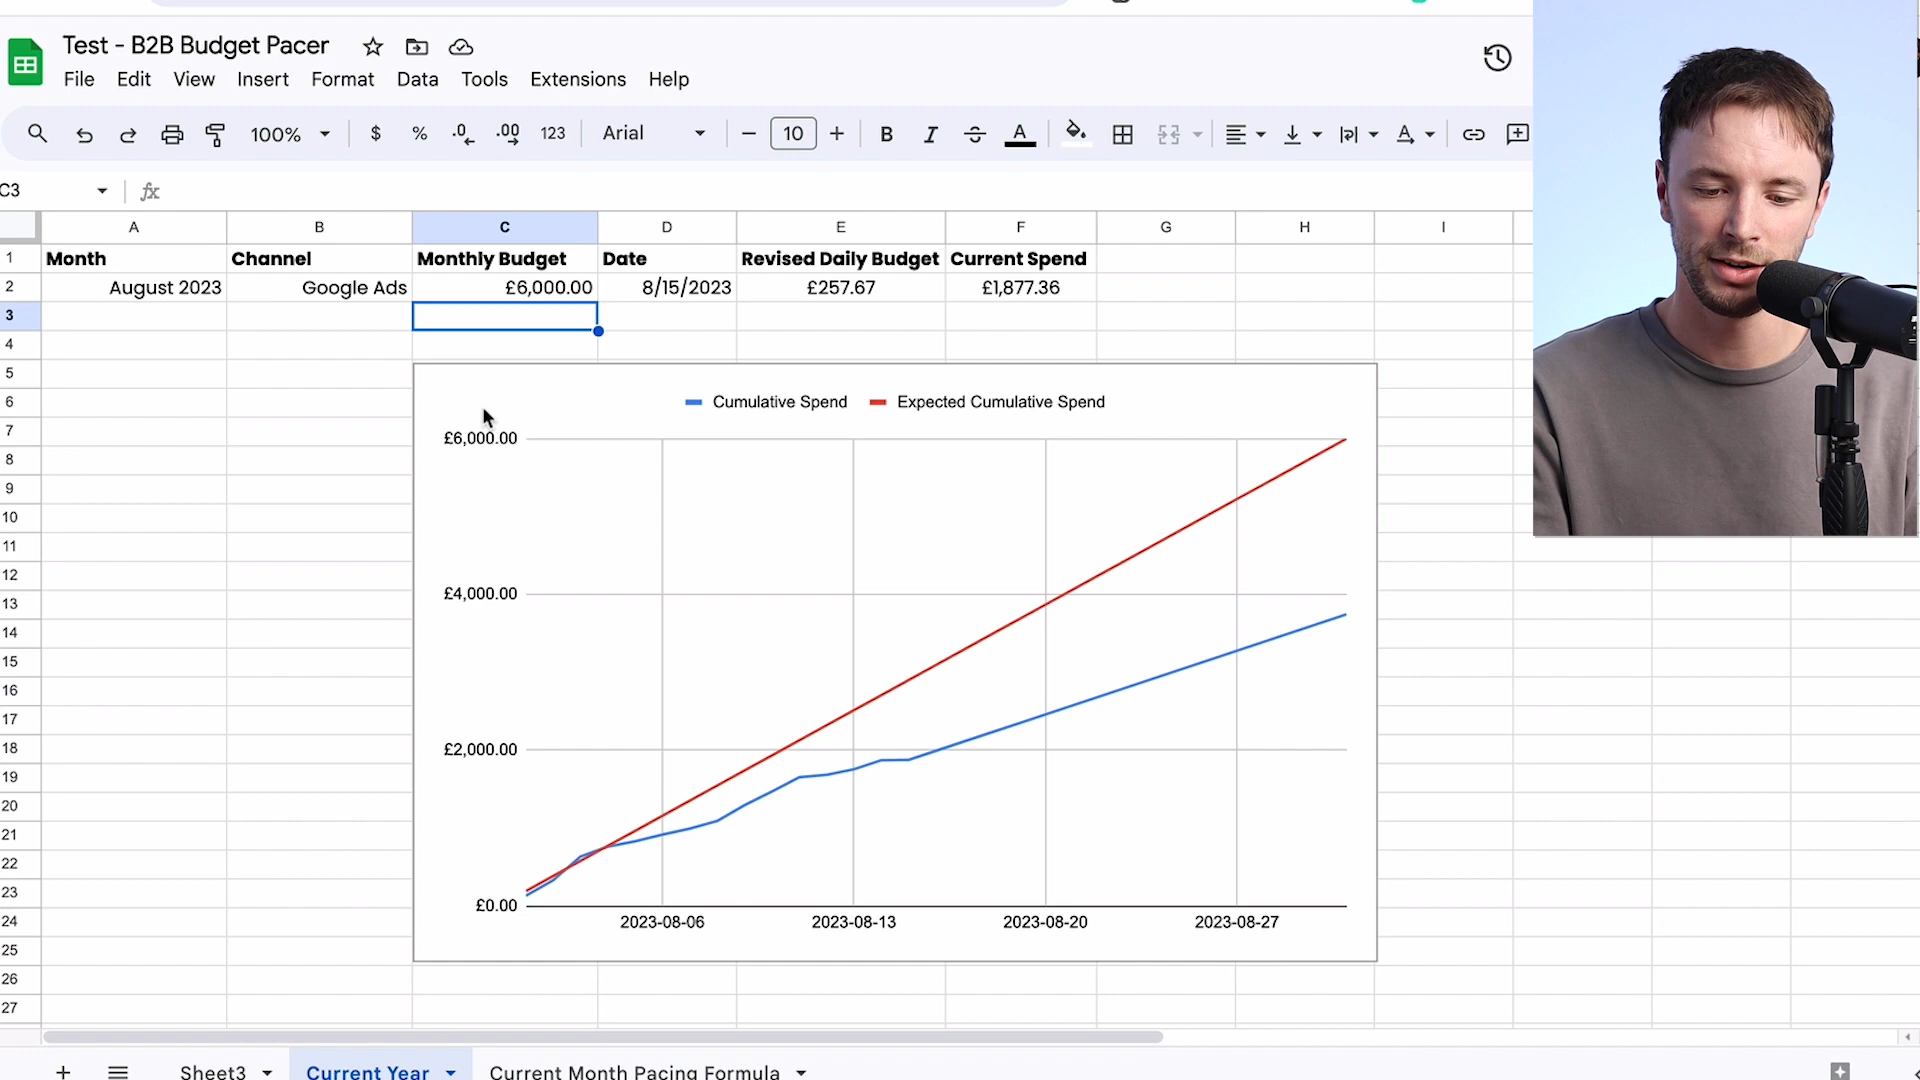 Test - B2B Budget Pacer
File Edit View Insert Format Data Tools Extensions Help
100% $ % .0 .00 123 Arial 10 B I A A
C3 fx
A B C D E F G H I
1 Month Channel Monthly Budget Date Revised Daily Budget Current Spend
2 August 2023 Google Ads £6,000.00 8/15/2023 £257.67 £1,877.36
3
4
5
6
7
8
9
10
11
12
13
14
15
16
17
18
19
20
21
22
23
24
25
26
27
Cumulative Spend Expected Cumulative Spend
£6,000.00
£4,000.00
£2,000.00
£0.00
2023-08-06 2023-08-13 2023-08-20 2023-08-27
Sheet3 Current Year Current Month Pacing Formula